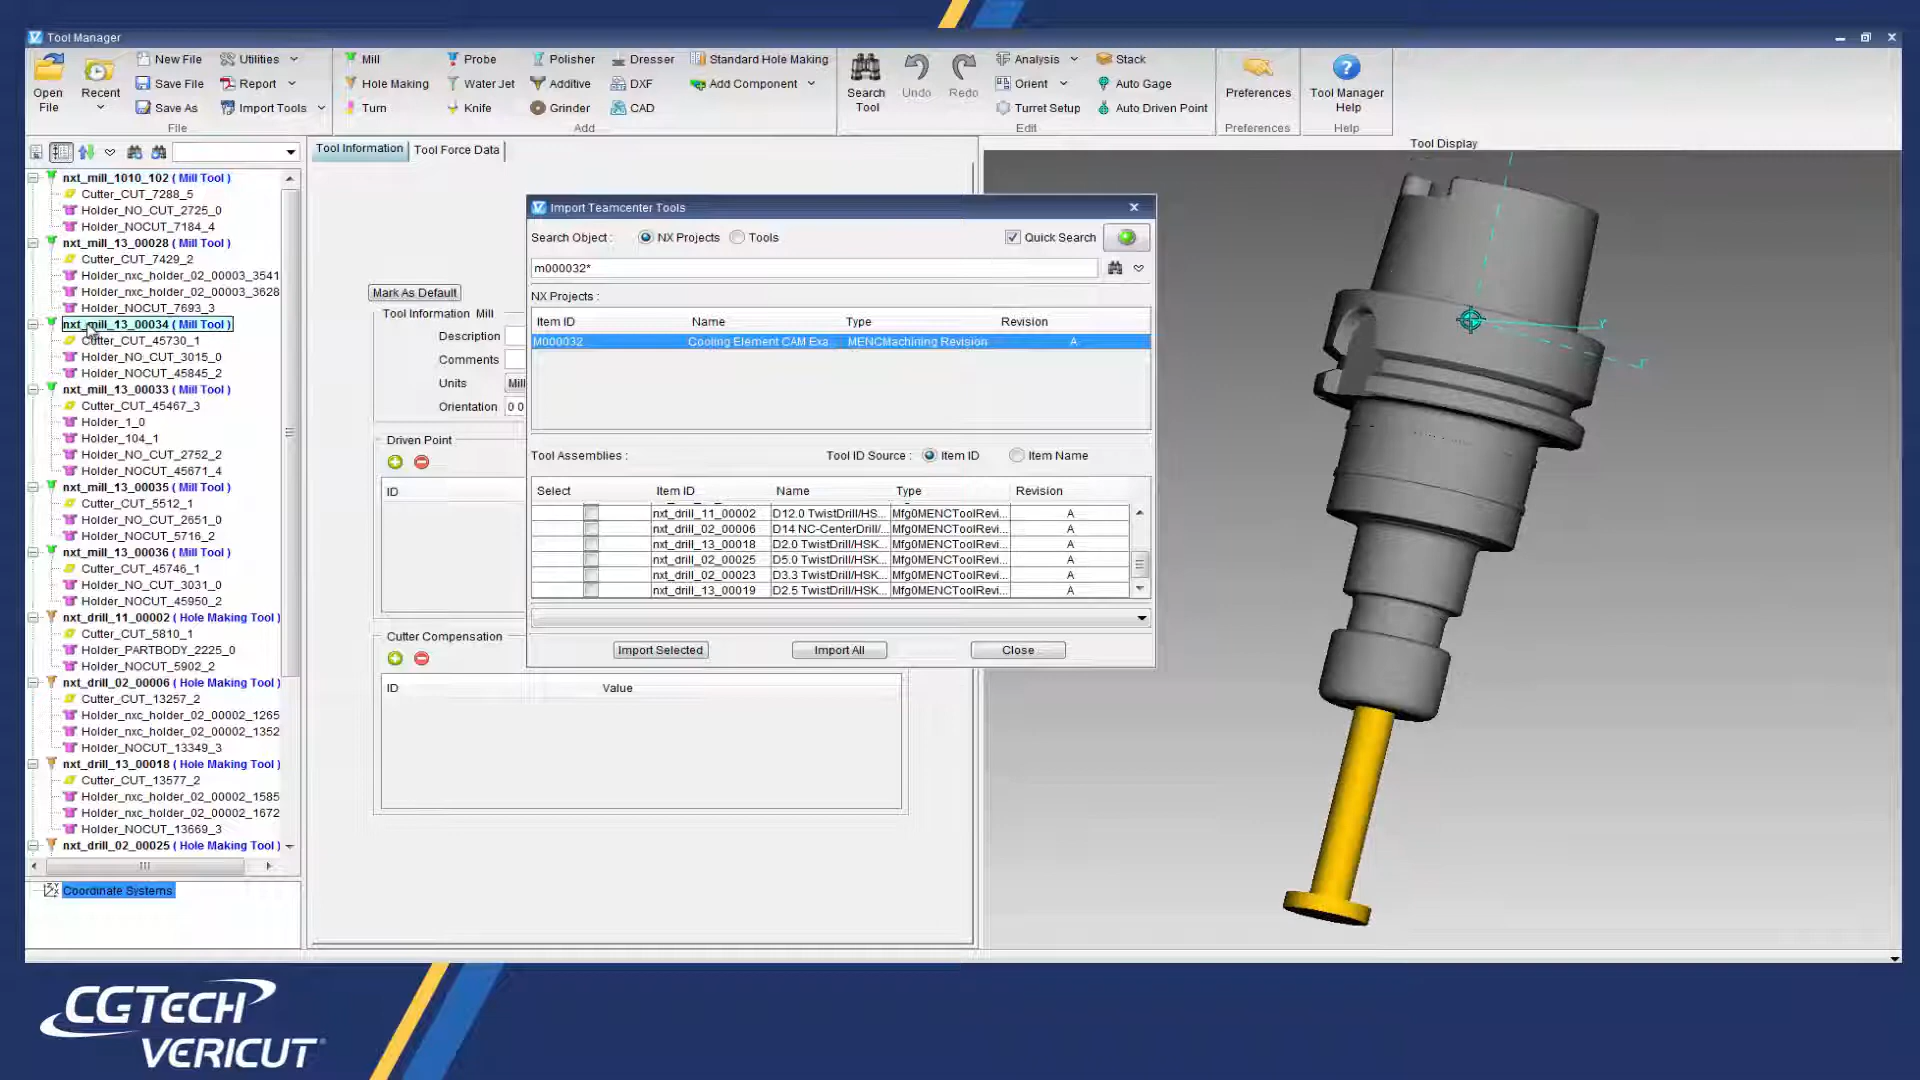 Tool Manager
Open File
Recent
New File
Save File
Save As
Utilities
Report
Import Tools
File
Mill
Hole Making
Turn
Probe
Water Jet
Knife
Polisher
Additive
Grinder
Dresser
DXF
CAD
Standard Hole Making
Add Component
Add
Search Tool
Undo
Redo
Analysis
Orient
Turret Setup
Stack
Auto Gage
Auto Driven Point
Edit
Preferences
Preferences
Tool Manager Help
Help
nxt_mill_1010_102 ( Mill Tool )
Cutter_CUT_7288_5
Holder_NO_CUT_2725_0
Holder_NOCUT_7184_4
nxt_mill_13_00028 ( Mill Tool )
Cutter_CUT_7429_2
Holder_nxc_holder_02_00003_3541
Holder_nxc_holder_02_00003_3628
Holder_NOCUT_7693_3
nxt_mill_13_00034 ( Mill Tool )
Cutter_CUT_45730_1
Holder_NO_CUT_3015_0
Holder_NOCUT_45845_2
nxt_mill_13_00033 ( Mill Tool )
Cutter_CUT_45467_3
Holder_1_0
Holder_104_1
Holder_NO_CUT_2752_2
Holder_NOCUT_45671_4
nxt_mill_13_00035 ( Mill Tool )
Cutter_CUT_5512_1
Holder_NO_CUT_2651_0
Holder_NOCUT_5716_2
nxt_mill_13_00036 ( Mill Tool )
Cutter_CUT_45746_1
Holder_NO_CUT_3031_0
Holder_NOCUT_45950_2
nxt_drill_11_00002 ( Hole Making Tool )
Cutter_CUT_5810_1
Holder_PARTBODY_2225_0
Holder_NOCUT_5902_2
nxt_drill_02_00006 ( Hole Making Tool )
Cutter_CUT_13257_2
Holder_nxc_holder_02_00002_1265
Holder_nxc_holder_02_00002_1352
Holder_NOCUT_13349_3
nxt_drill_13_00018 ( Hole Making Tool )
Cutter_CUT_13577_2
Holder_nxc_holder_02_00002_1585
Holder_nxc_holder_02_00002_1672
Holder_NOCUT_13669_3
nxt_drill_02_00025 ( Hole Making Tool )
Coordinate Systems
Tool Information
Tool Force Data
Mark As Default
Tool Information Mill
Description
Comments
Units Mill
Orientation 0 0
Driven Point
ID
Cutter Compensation
ID Value
Import Teamcenter Tools
Search Object : NX Projects Tools Quick Search
m000032*
NX Projects :
Item ID Name Type Revision
M000032 Cooling Element CAM Exa MENCMachining Revision A
Tool Assemblies : Tool ID Source : Item ID Item Name
Select Item ID Name Type Revision
nxt_drill_11_00002 D12.0 TwistDrill/HS... Mfg0MENCToolRevi... A
nxt_drill_02_00006 D14 NC-CenterDrill/... Mfg0MENCToolRevi... A
nxt_drill_13_00018 D2.0 TwistDrill/HSK... Mfg0MENCToolRevi... A
nxt_drill_02_00025 D5.0 TwistDrill/HSK... Mfg0MENCToolRevi... A
nxt_drill_02_00023 D3.3 TwistDrill/HSK... Mfg0MENCToolRevi... A
nxt_drill_13_00019 D2.5 TwistDrill/HSK... Mfg0MENCToolRevi... A
Import Selected Import All Close
Tool Display
CGTECH
VERICUT